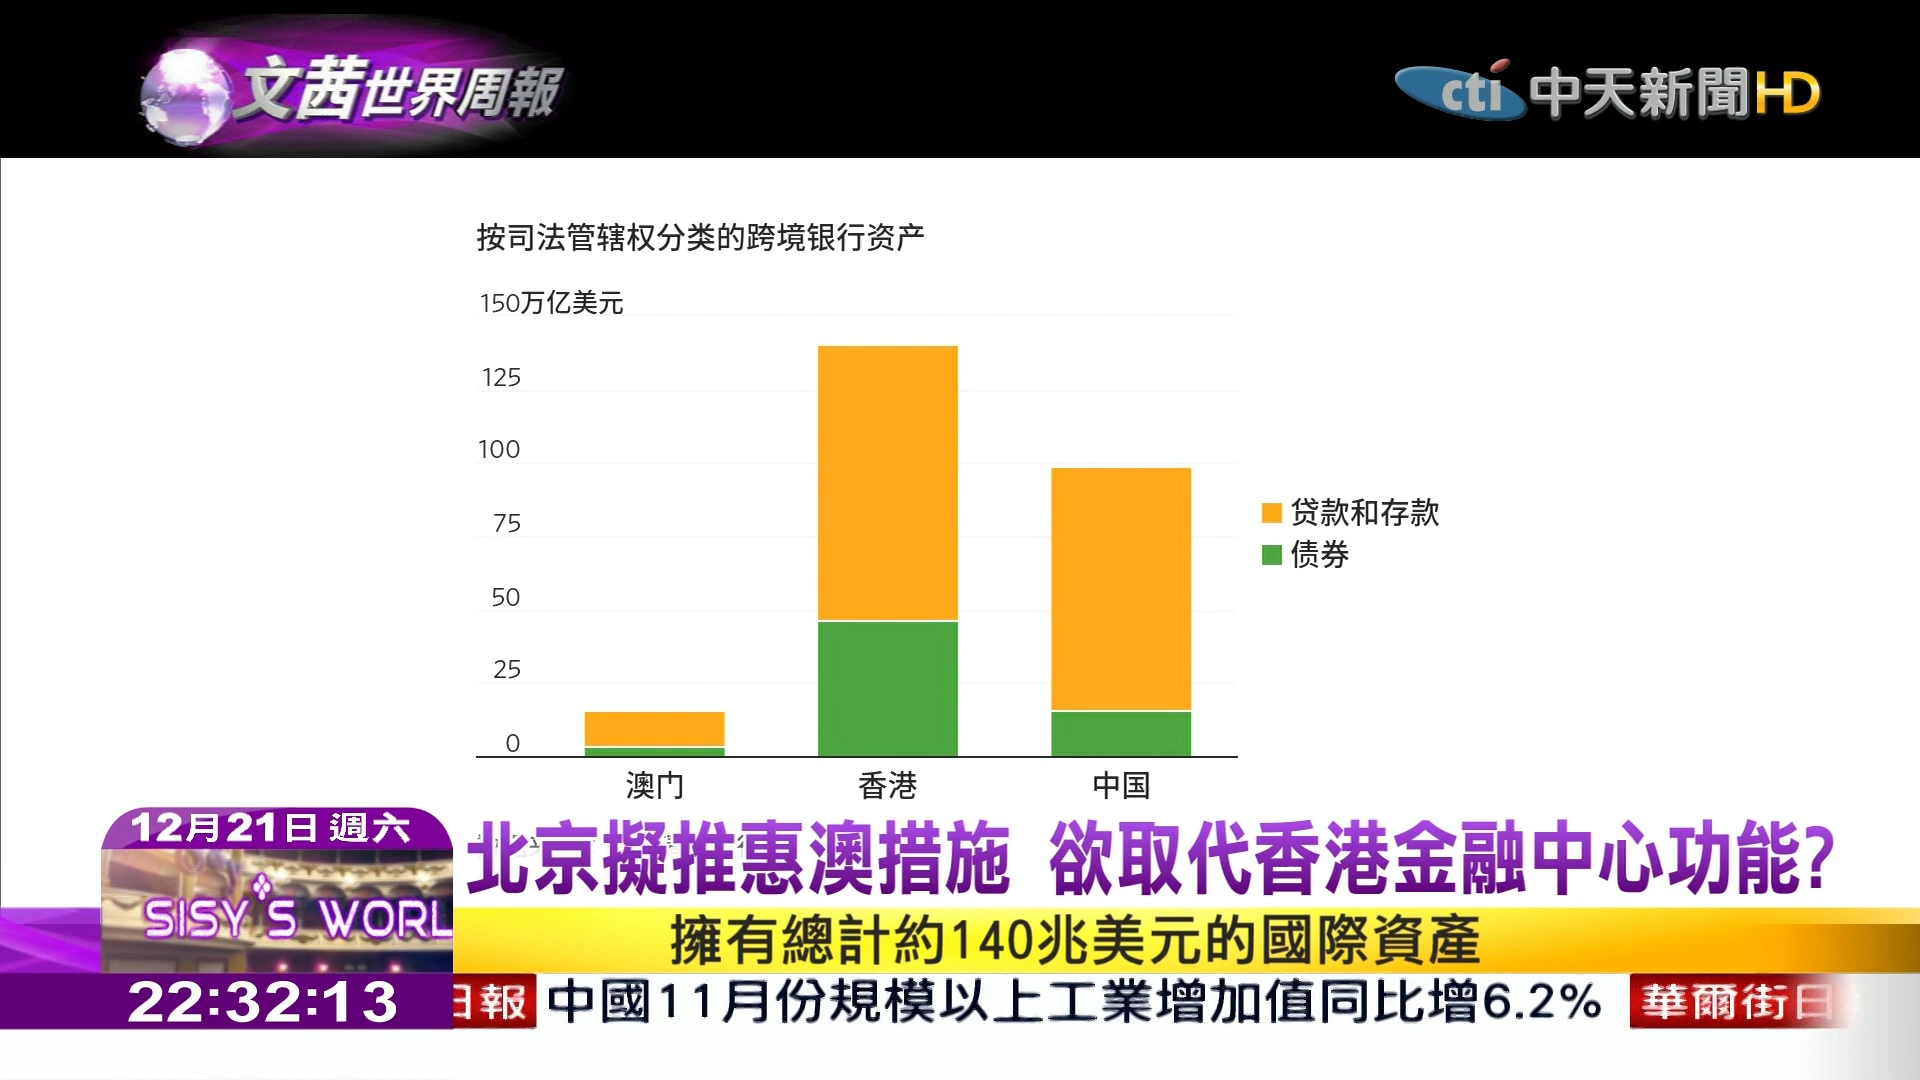 文茜世界周報
cti 中天新聞HD
按司法管辖权分类的跨境银行资产
150万亿美元
125
100
75
50
25
0
贷款和存款
债券
澳门 香港 中国
12月21日 週六
北京擬推惠澳措施 欲取代香港金融中心功能?
SISY'S WORL
擁有總計約140兆美元的國際資產
22:32:13
日報 中國11月份規模以上工業增加值同比增6.2% 華爾街日